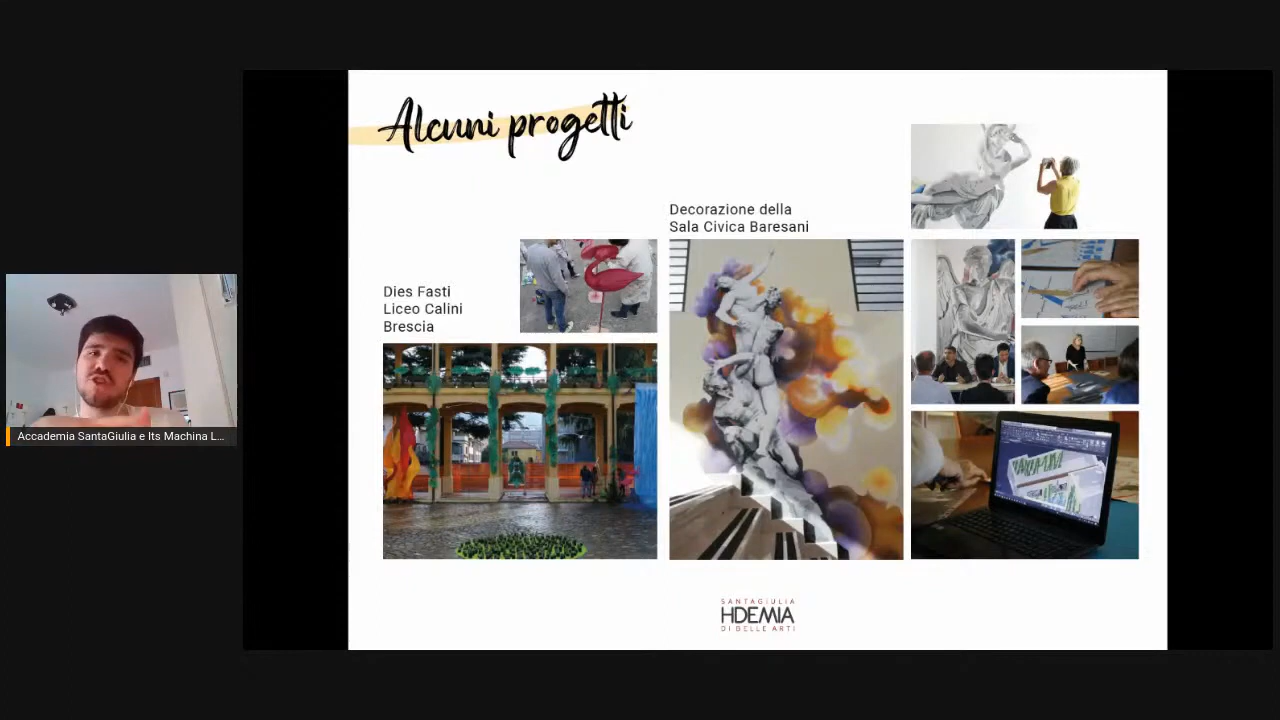 Alcuni progetti
Decorazione della
Sala Civica Baresani
Dies Fasti
Liceo Calini
Brescia
Accademia SantaGiulia e Its Machina L...
SANTAGIULIA
HDEMIA
DI BELLE ARTI